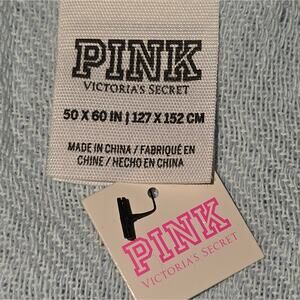 PINK
VICTORIA'S SECRET
50 X 60 IN | 127 X 152 CM
MADE IN CHINA / FABRIQUÉ EN
CHINE / HECHO EN CHINA
PINK
VICTORIA'S SECRET